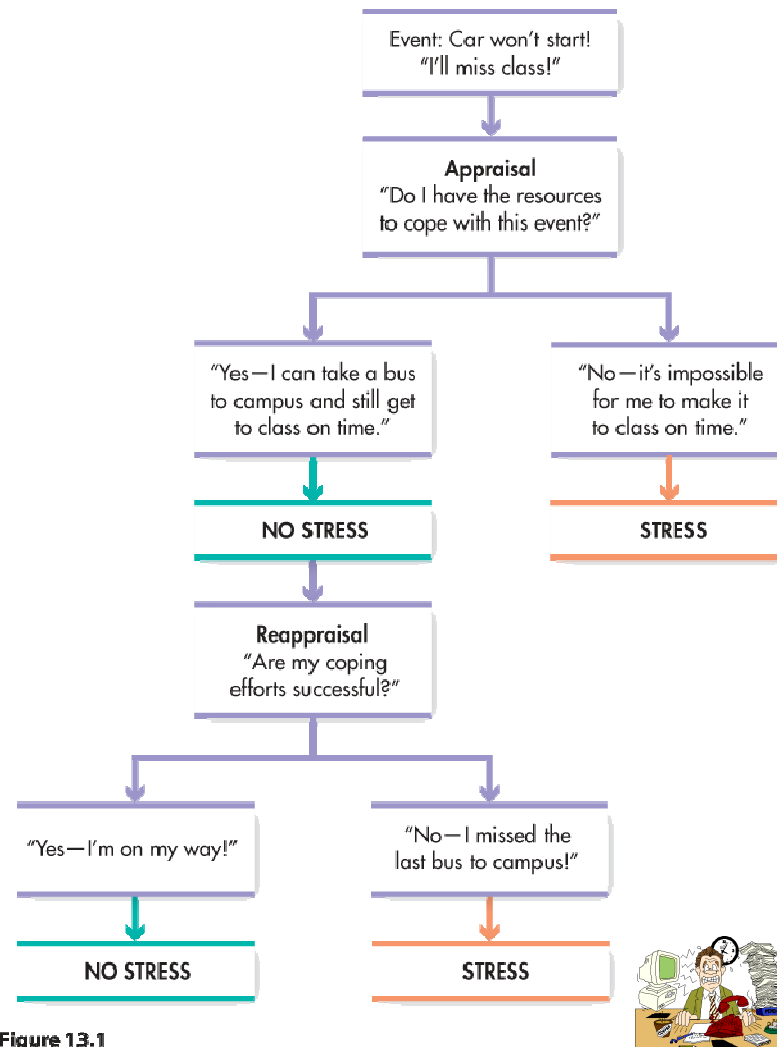 Event: Car won't start!
"I'll miss class!"
Appraisal
"Do I have the resources
to cope with this event?"
"Yes—I can take a bus
to campus and still get
to class on time."
"No—it's impossible
for me to make it
to class on time."
NO STRESS
STRESS
Reappraisal
"Are my coping
efforts successful?"
"Yes—I'm on my way!"
"No—I missed the
last bus to campus!"
NO STRESS
STRESS
Figure 13.1